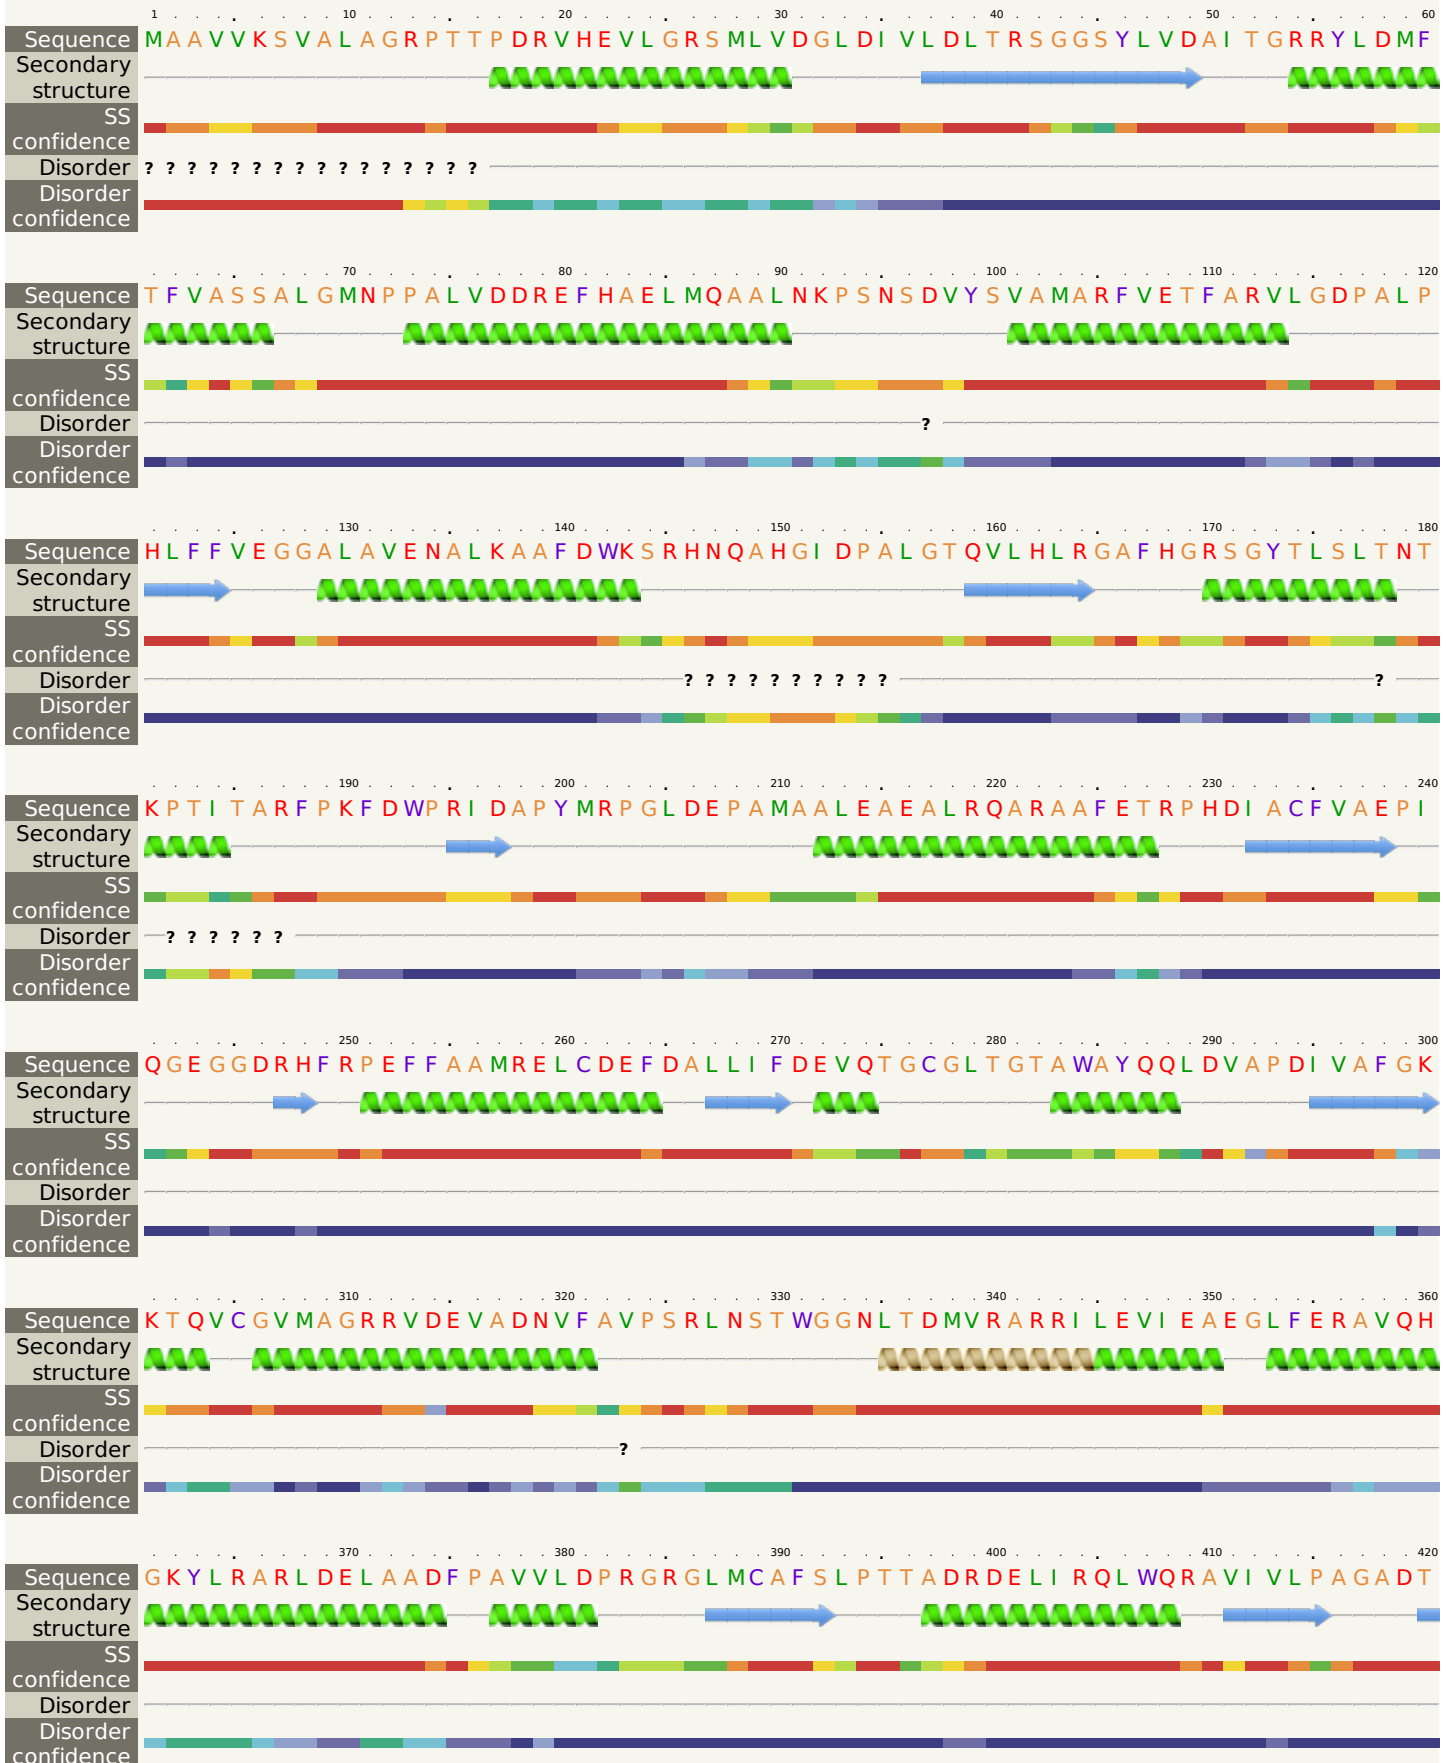 1 10 20 30 40 50 60
Sequence MAAVVKSVALAGRPTTPDRVHEVLGRSMLVDGLDIVLDLTRSGGSYLVDAITGRRYLDMF
Secondary
structure
SS
confidence
Disorder ? ? ? ? ? ? ? ? ? ? ? ? ? ? ? ?
Disorder
confidence
70 80 90 100 110 120
Sequence TFVASSALGMNPPALVDDREFHAELMQAALNKPSNSDVYSVAMARFVETFARVLGDPALP
Secondary
structure
SS
confidence
Disorder ?
Disorder
confidence
130 140 150 160 170 180
Sequence HLFFVEGGALAVENALKAAFDWKSRHNQAHGIDPALGTQVLHLRGAFHGRSGYTLSLTNT
Secondary
structure
SS
confidence
Disorder ? ? ? ? ? ? ? ? ? ? ?
Disorder
confidence
190 200 210 220 230 240
Sequence KPTITARFPKFDWPRIDAPYMRPGLDEPAMAALEAEALRQARAAFETRPHDIACFVAEPI
Secondary
structure
SS
confidence
Disorder ? ? ? ? ? ?
Disorder
confidence
250 260 270 280 290 300
Sequence QGEGGDRHFRPEFFAAMRELCDEFDALLIFDEVQTGCGLTGTAWAYQQLDVAPDIVAFGK
Secondary
structure
SS
confidence
Disorder
Disorder
confidence
310 320 330 340 350 360
Sequence KTQVCGVMAGRRVDEVADNVFAVPSRLNSTWGGNLTDMVRARRILEVIEAEGLFERAVQH
Secondary
structure
SS
confidence
Disorder ?
Disorder
confidence
370 380 390 400 410 420
Sequence GKYLRARLDELAADFPAVVLDPRGRGLMCAFSLPTTADRDELIRQLWQRAVIVLPAGADT
Secondary
structure
SS
confidence
Disorder
Disorder
confidence